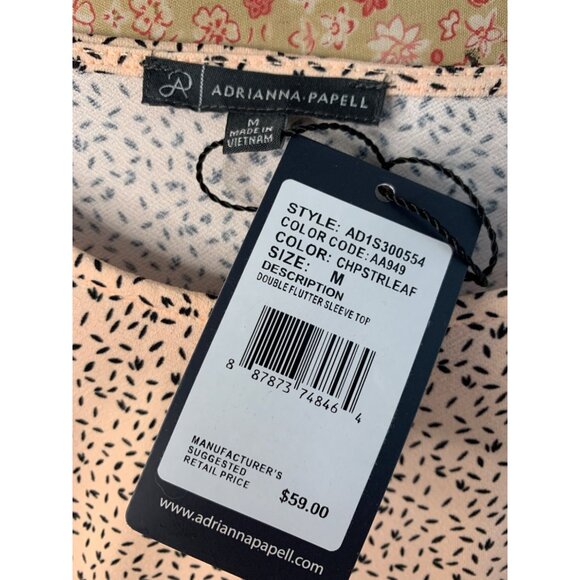 ADRIANNA·PAPELL
M
MADE IN
VIETNAM
STYLE: AD1S300554
COLOR CODE: AA949
COLOR: CHPSTRLEAF
SIZE: M
DESCRIPTION
DOUBLE FLUTTER SLEEVE TOP
8 87873 74846 4
MANUFACTURER'S
SUGGESTED
RETAIL PRICE
$59.00
www.adriannapapell.com